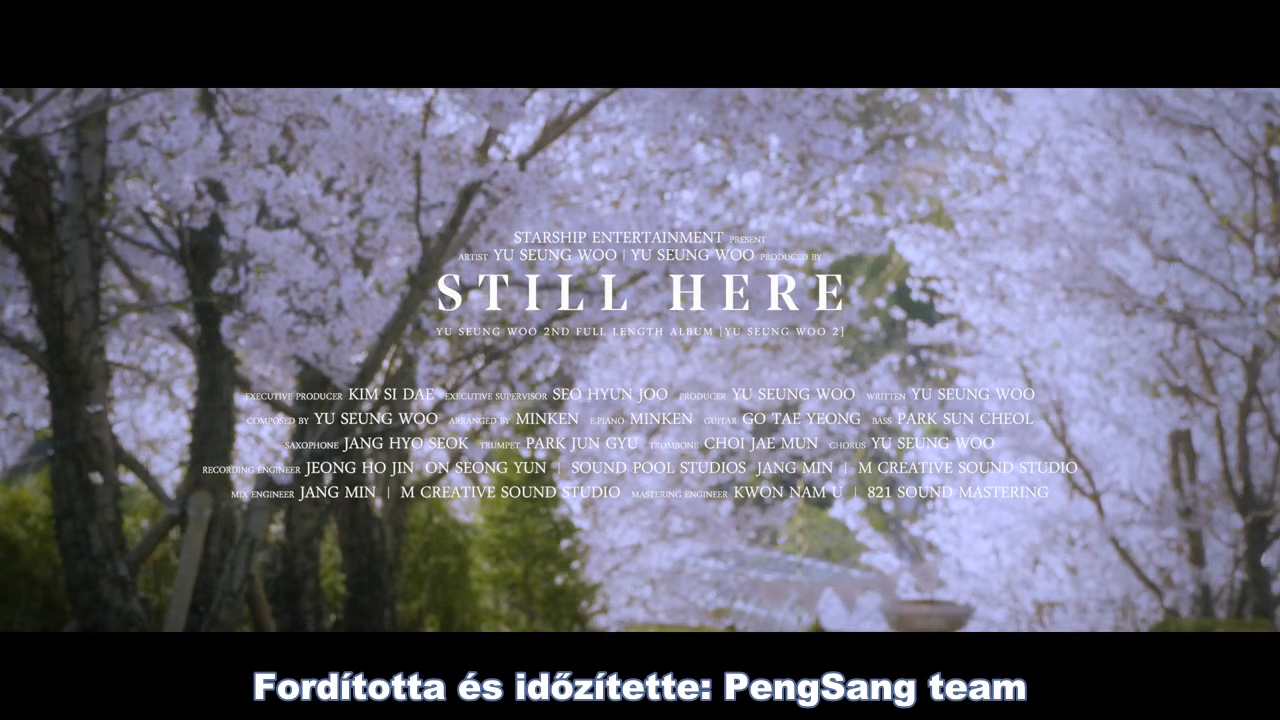 STARSHIP ENTERTAINMENT PRESENT
ARTIST YU SEUNG WOO | YU SEUNG WOO PRODUCED BY
STILL HERE
YU SEUNG WOO 2ND FULL LENGTH ALBUM [YU SEUNG WOO 2]
EXECUTIVE PRODUCER KIM SI DAE EXECUTIVE SUPERVISOR SEO HYUN JOO PRODUCER YU SEUNG WOO WRITTEN YU SEUNG WOO
COMPOSED BY YU SEUNG WOO ARRANGED BY MINKEN E.PIANO MINKEN GUITAR GO TAE YEONG BASS PARK SUN CHEOL
SAXOPHONE JANG HYO SEOK TRUMPET PARK JUN GYU TROMBONE CHOI JAE MUN CHORUS YU SEUNG WOO
RECORDING ENGINEER JEONG HO JIN ON SEONG YUN | SOUND POOL STUDIOS JANG MIN | M CREATIVE SOUND STUDIO
MIX ENGINEER JANG MIN | M CREATIVE SOUND STUDIO MASTERING ENGINEER KWON NAM U | 821 SOUND MASTERING
Fordította és időzítette: PengSang team